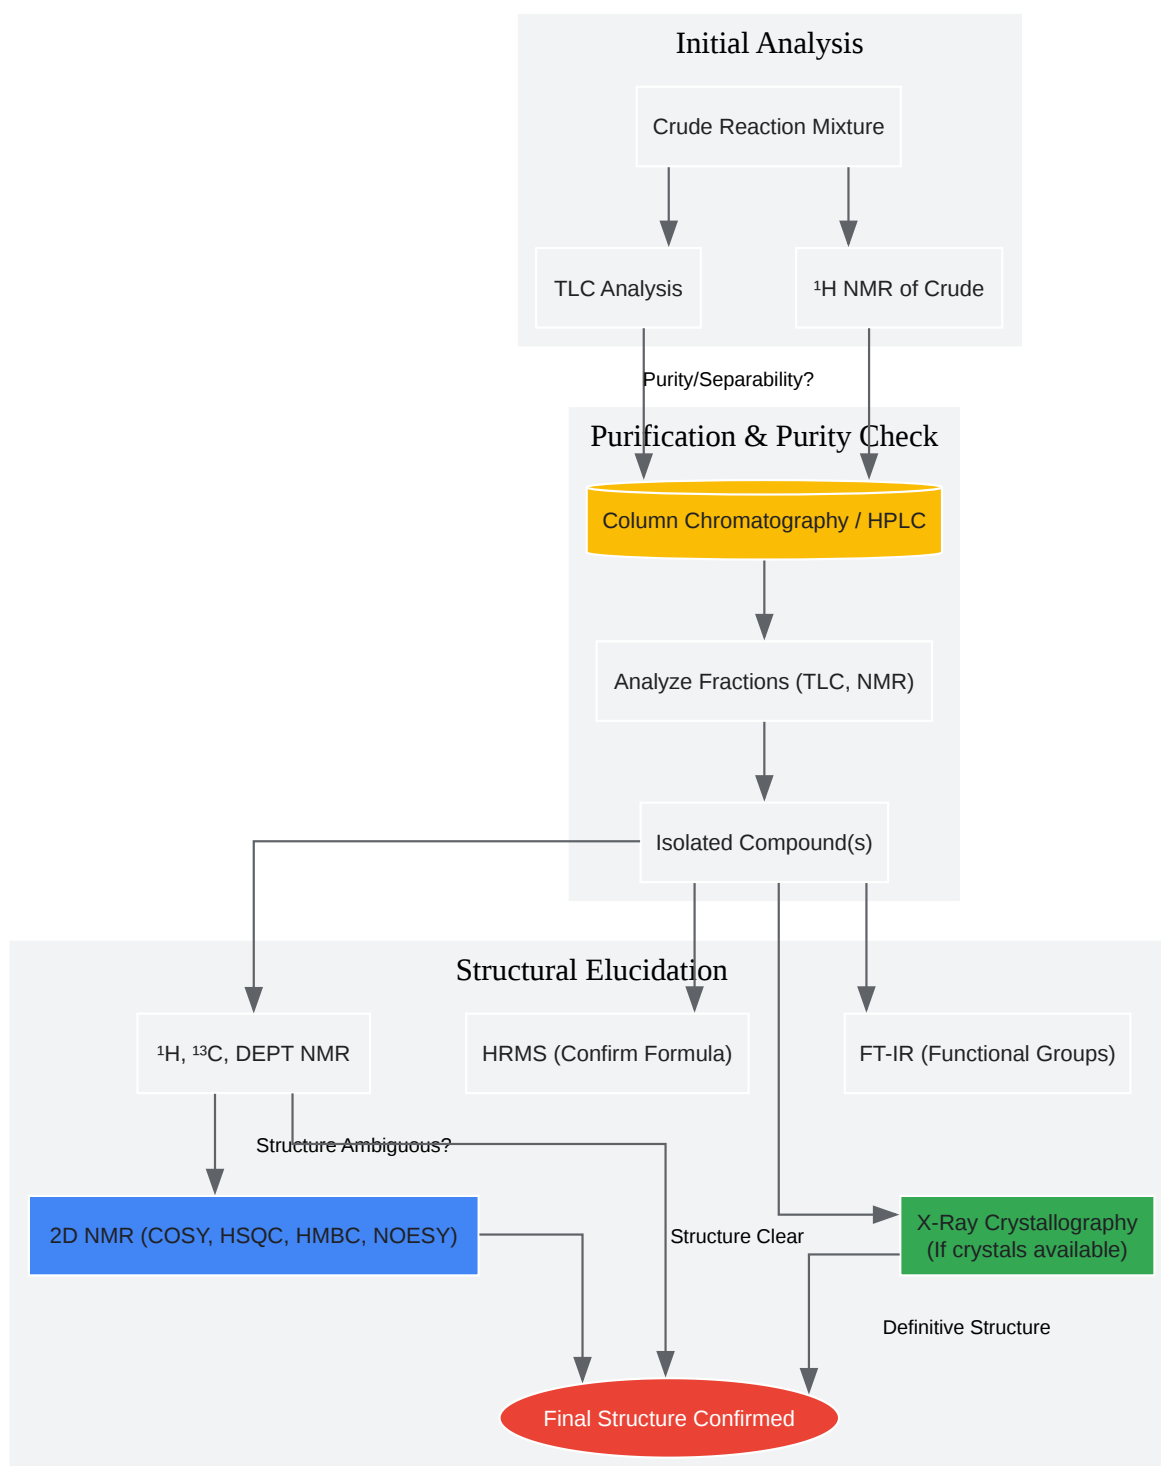 Initial Analysis
Crude Reaction Mixture
TLC Analysis
¹H NMR of Crude
Purity/Separability?
Purification & Purity Check
Column Chromatography / HPLC
Analyze Fractions (TLC, NMR)
Isolated Compound(s)
Structural Elucidation
¹H, ¹³C, DEPT NMR
HRMS (Confirm Formula)
FT-IR (Functional Groups)
Structure Ambiguous?
2D NMR (COSY, HSQC, HMBC, NOESY)
Structure Clear
X-Ray Crystallography
(If crystals available)
Definitive Structure
Final Structure Confirmed